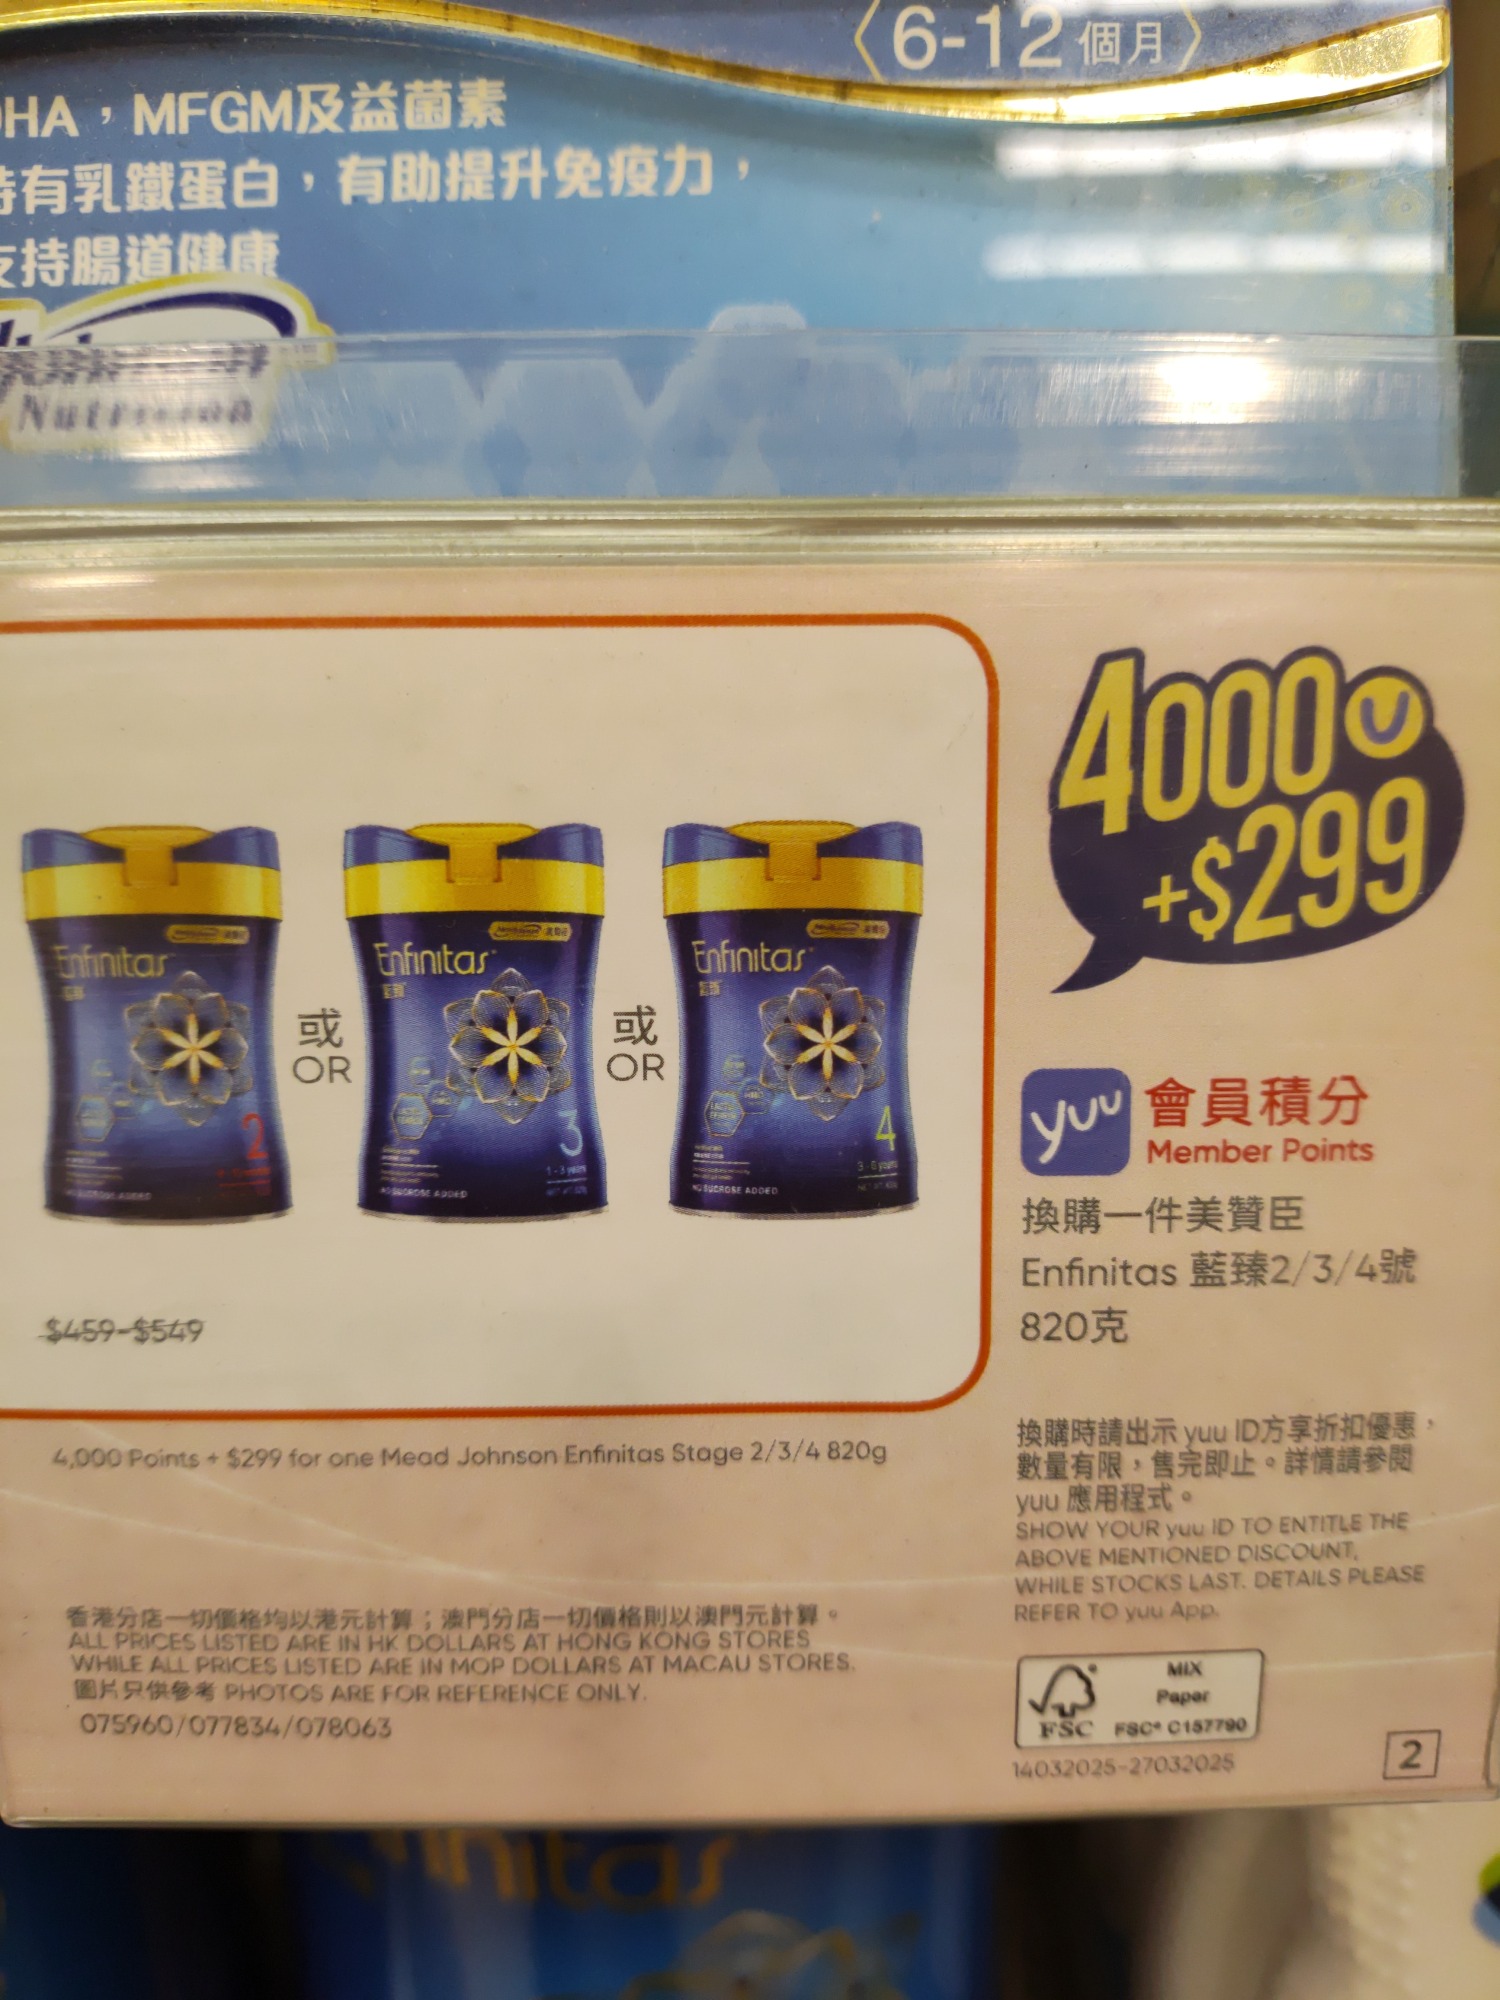 〈6-12個月〉
HA，MFGM及益菌素
有乳鐵蛋白，有助提升免疫力，
支持腸道健康
Nutrition
4000
+$299
Enfinitas
Enfinitas
Enfinitas
或
OR
或
OR
2
3
4
1-3 years
NO SUCROSE ADDED
NO SUCROSE ADDED
NO SUCROSE ADDED
yuu 會員積分
Member Points
換購一件美贊臣
Enfinitas 藍臻2/3/4號
820克
$459-$549
4,000 Points + $299 for one Mead Johnson Enfinitas Stage 2/3/4 820g
換購時請出示 yuu ID方享折扣優惠，
數量有限，售完即止。詳情請參閱
yuu 應用程式。
SHOW YOUR yuu ID TO ENTITLE THE
ABOVE MENTIONED DISCOUNT,
WHILE STOCKS LAST. DETAILS PLEASE
REFER TO yuu App.
香港分店一切價格均以港元計算；澳門分店一切價格則以澳門元計算。
ALL PRICES LISTED ARE IN HK DOLLARS AT HONG KONG STORES
WHILE ALL PRICES LISTED ARE IN MOP DOLLARS AT MACAU STORES.
圖片只供參考 PHOTOS ARE FOR REFERENCE ONLY.
075960/077834/078063
MIX
Paper
FSC FSC® C157790
14032025-27032025
2